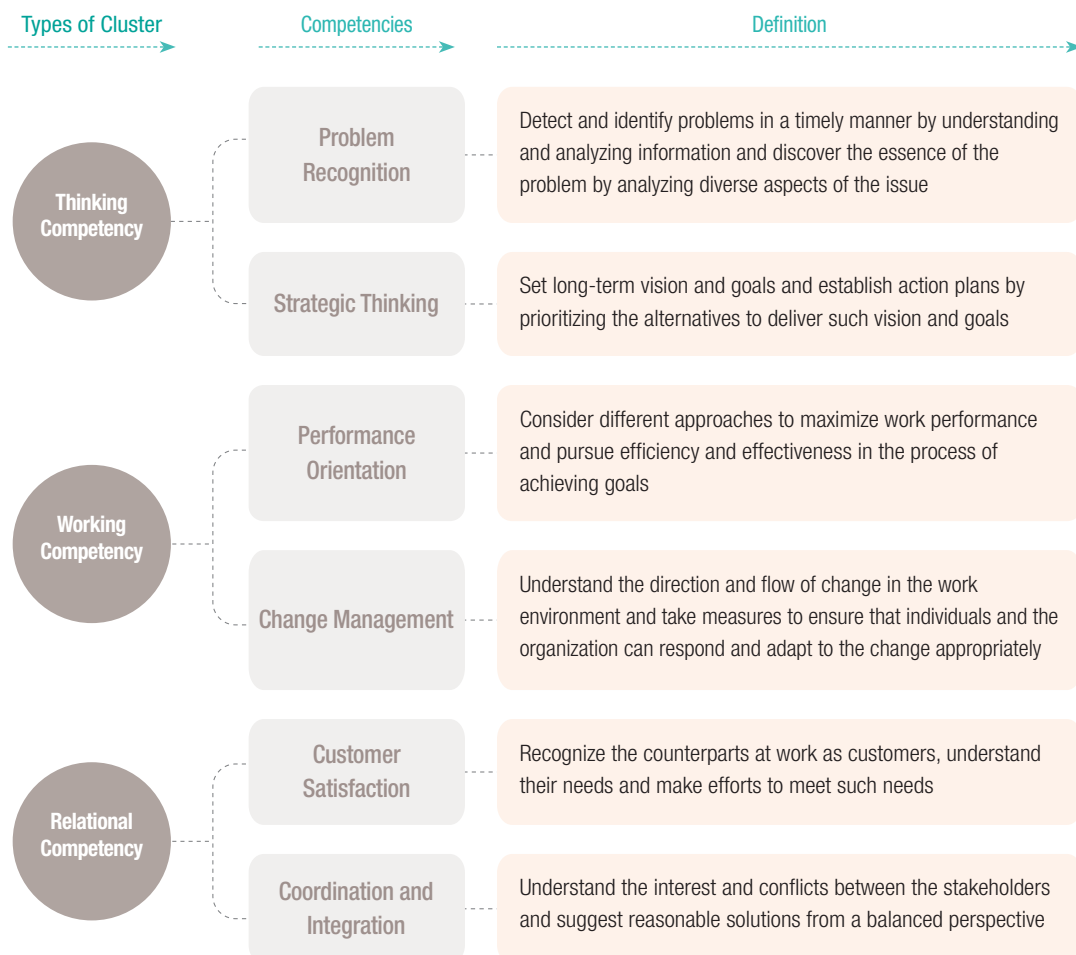 Types of Cluster
Competencies
Definition
Thinking
Competency
Problem
Recognition
Detect and identify problems in a timely manner by understanding
and analyzing information and discover the essence of the
problem by analyzing diverse aspects of the issue
Strategic Thinking
Set long-term vision and goals and establish action plans by
prioritizing the alternatives to deliver such vision and goals
Working
Competency
Performance
Orientation
Consider different approaches to maximize work performance
and pursue efficiency and effectiveness in the process of
achieving goals
Change Management
Understand the direction and flow of change in the work
environment and take measures to ensure that individuals and the
organization can respond and adapt to the change appropriately
Relational
Competency
Customer
Satisfaction
Recognize the counterparts at work as customers, understand
their needs and make efforts to meet such needs
Coordination and
Integration
Understand the interest and conflicts between the stakeholders
and suggest reasonable solutions from a balanced perspective